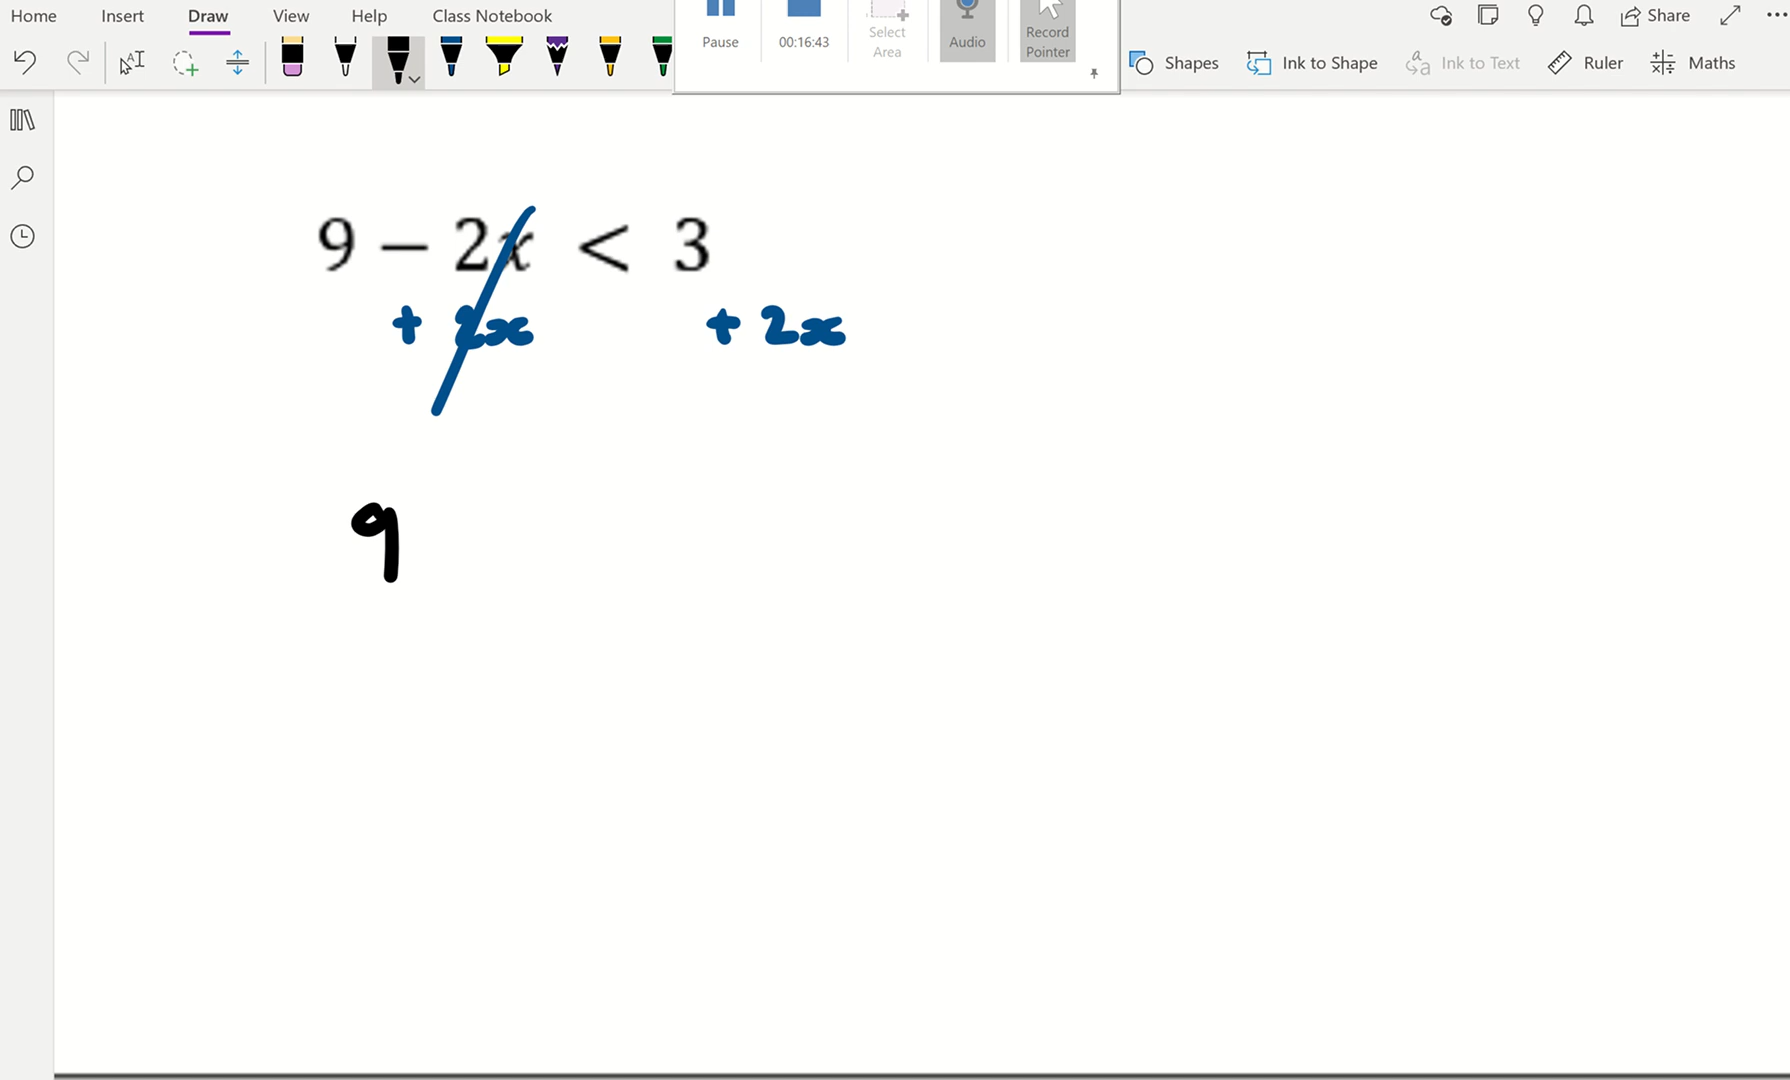 Home Insert Draw View Help Class Notebook Share
Pause 00:16:43 Select Area Audio Record Pointer Shapes Ink to Shape Ink to Text Ruler Maths
9 − 2x < 3
+ 2x + 2x
9